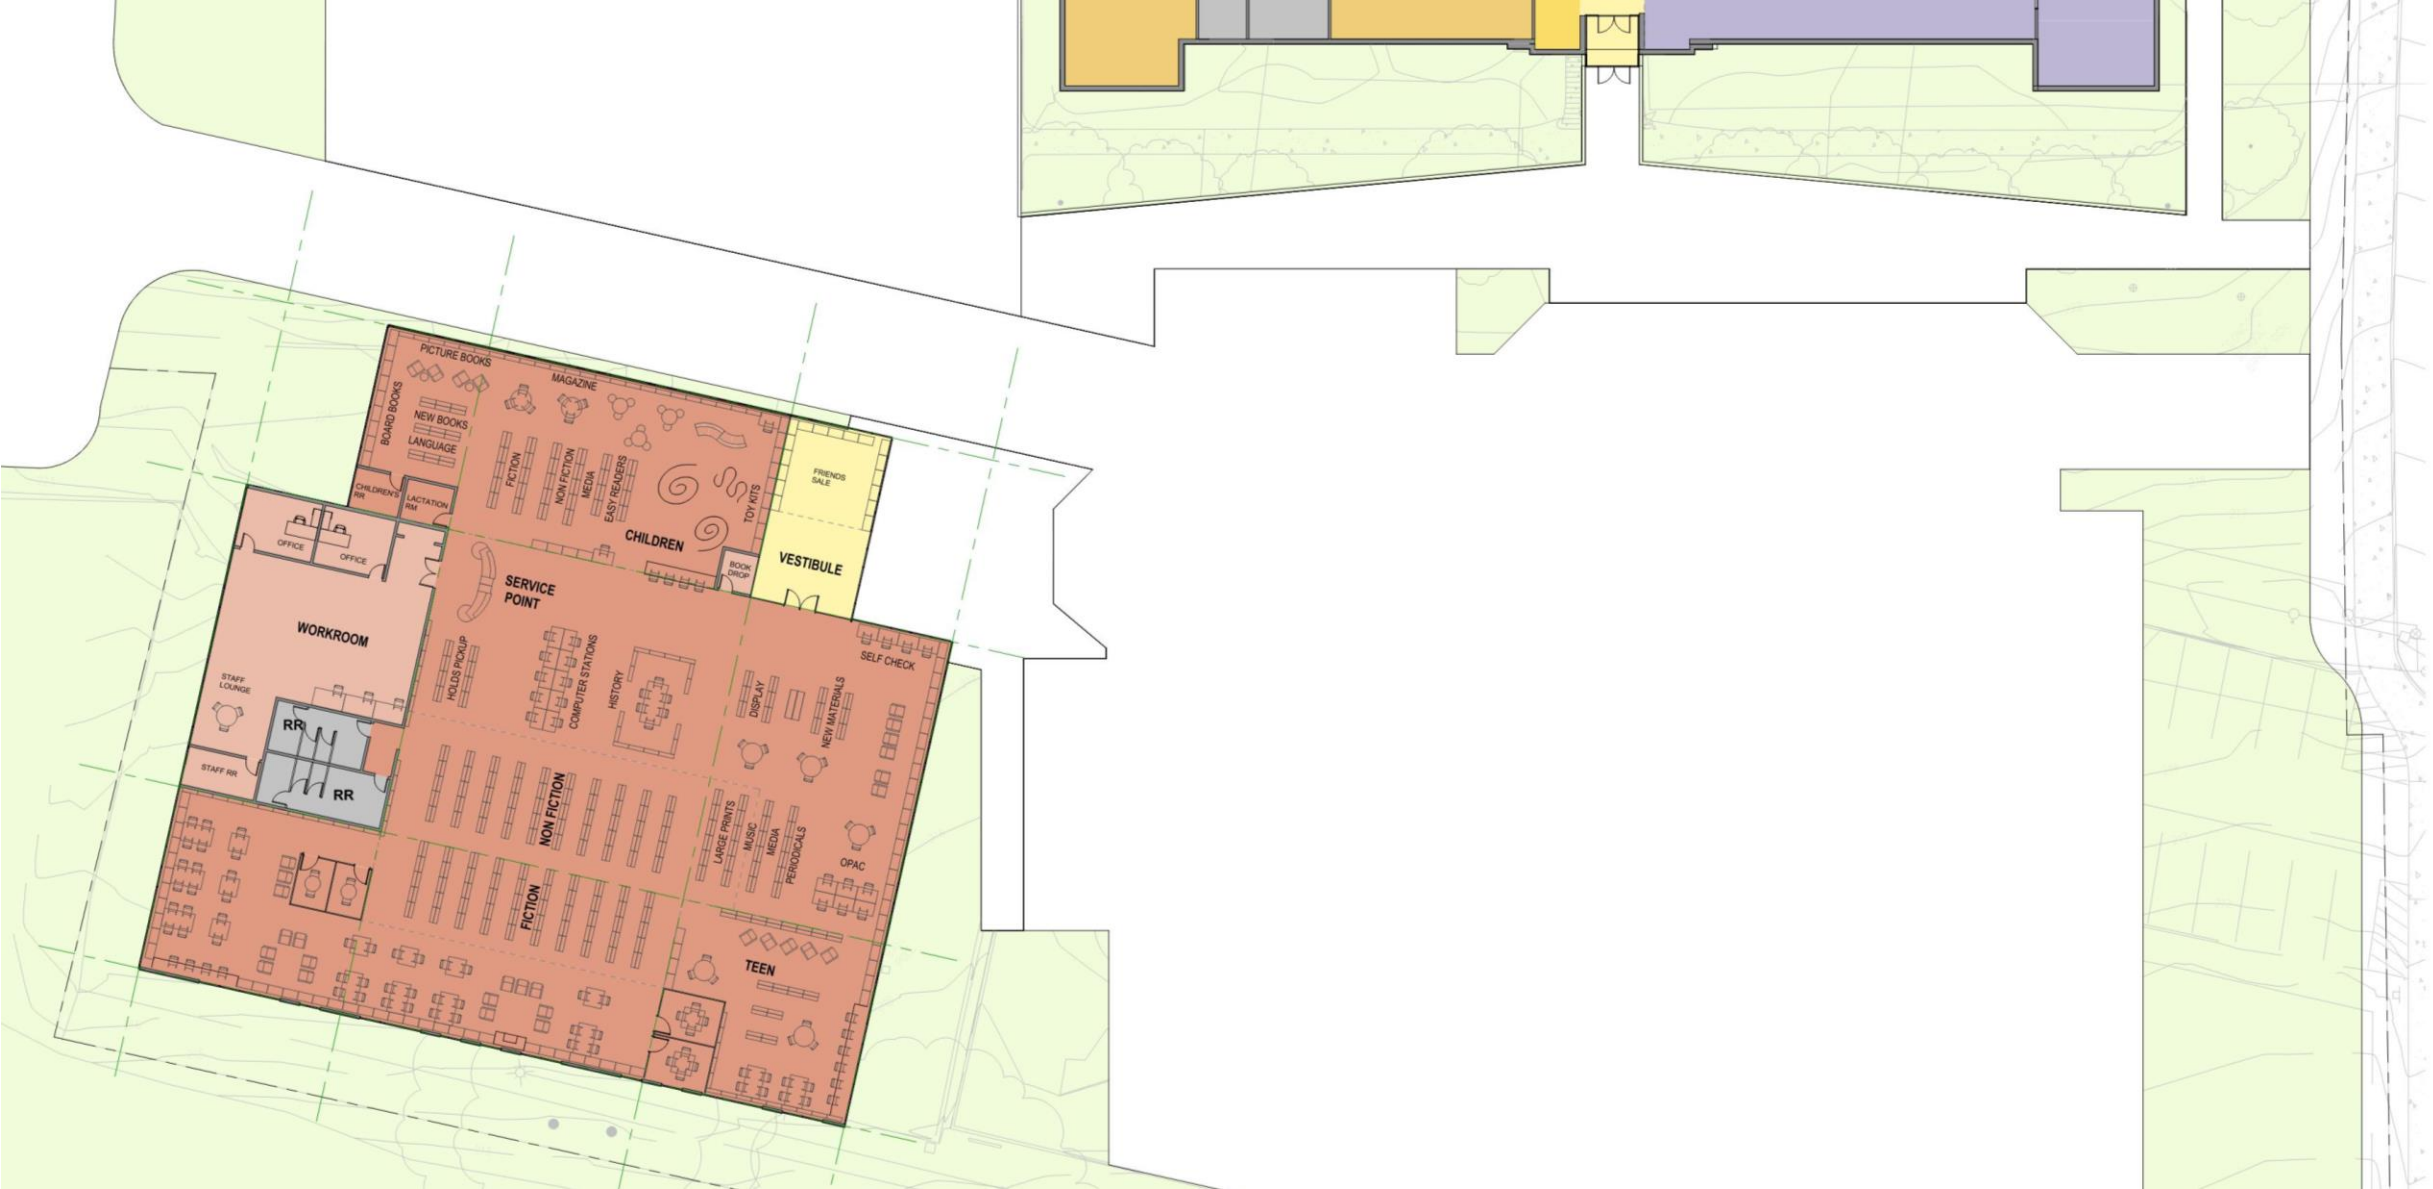 PICTURE BOOKS
MAGAZINE
BOARD BOOKS
NEW BOOKS
LANGUAGE
FICTION
NON FICTION
MEDIA
EASY READERS
TOY KITS
FRIENDS
SALE
CHILDREN'S
RR
LACTATION
RM
CHILDREN
OFFICE
OFFICE
BOOK
DROP
VESTIBULE
SERVICE
POINT
WORKROOM
HOLDS PICKUP
COMPUTER STATIONS
HISTORY
SELF CHECK
DISPLAY
NEW MATERIALS
STAFF
LOUNGE
RR
STAFF RR
RR
NON FICTION
LARGE PRINTS
MUSIC
MEDIA
PERIODICALS
OPAC
FICTION
TEEN